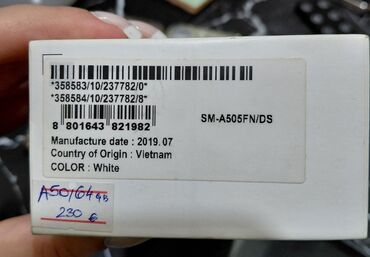 *358583/10/237782/0*
*358584/10/237782/8*
SM-A505FN/DS
8 801643 821982
Manufacture date : 2019.07
Country of Origin : Vietnam
COLOR : White
A50/64GB
230 €